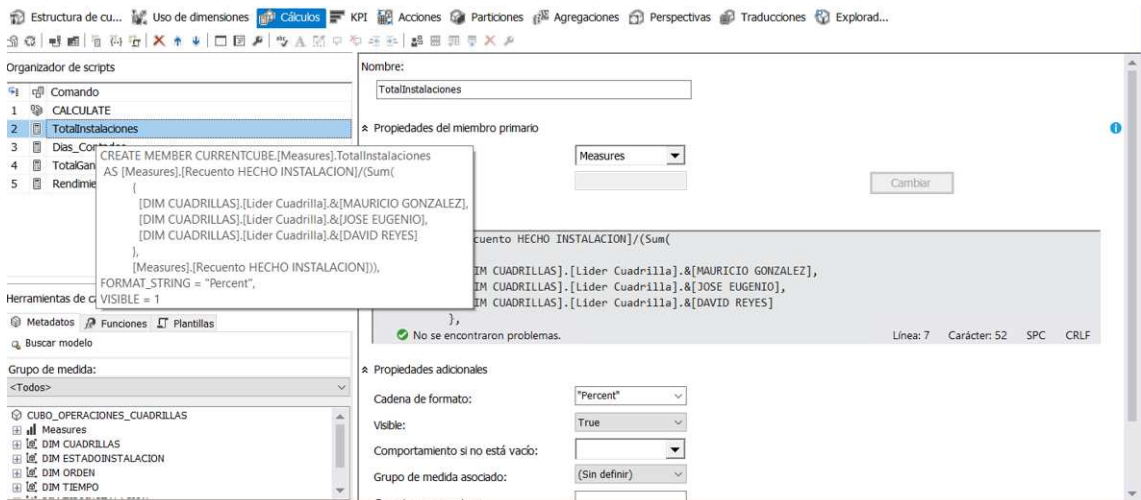 Estructura de cu... Uso de dimensiones Cálculos KPI Acciones Particiones Agregaciones Perspectivas Traducciones Explorad...
Organizador de scripts
Comando
1 CALCULATE
2 TotalInstalaciones
3 Dias_Con
4 TotalGan
5 Rendimie
CREATE MEMBER CURRENTCUBE.[Measures].TotalInstalaciones
AS [Measures].[Recuento HECHO INSTALACION]/(Sum(
{
[DIM CUADRILLAS].[Lider Cuadrilla].&[MAURICIO GONZALEZ],
[DIM CUADRILLAS].[Lider Cuadrilla].&[JOSE EUGENIO],
[DIM CUADRILLAS].[Lider Cuadrilla].&[DAVID REYES]
},
[Measures].[Recuento HECHO INSTALACION])),
FORMAT_STRING = "Percent",
VISIBLE = 1
Herramientas de c
Metadatos Funciones Plantillas
Buscar modelo
Grupo de medida:
<Todos>
CUBO_OPERACIONES_CUADRILLAS
Measures
DIM CUADRILLAS
DIM ESTADOINSTALACION
DIM ORDEN
DIM TIEMPO
Nombre:
TotalInstalaciones
Propiedades del miembro primario
Measures
Cambiar
cuento HECHO INSTALACION]/(Sum(
IM CUADRILLAS].[Lider Cuadrilla].&[MAURICIO GONZALEZ],
IM CUADRILLAS].[Lider Cuadrilla].&[JOSE EUGENIO],
IM CUADRILLAS].[Lider Cuadrilla].&[DAVID REYES]
},
No se encontraron problemas. Línea: 7 Carácter: 52 SPC CRLF
Propiedades adicionales
Cadena de formato: "Percent"
Visible: True
Comportamiento si no está vacío:
Grupo de medida asociado: (Sin definir)